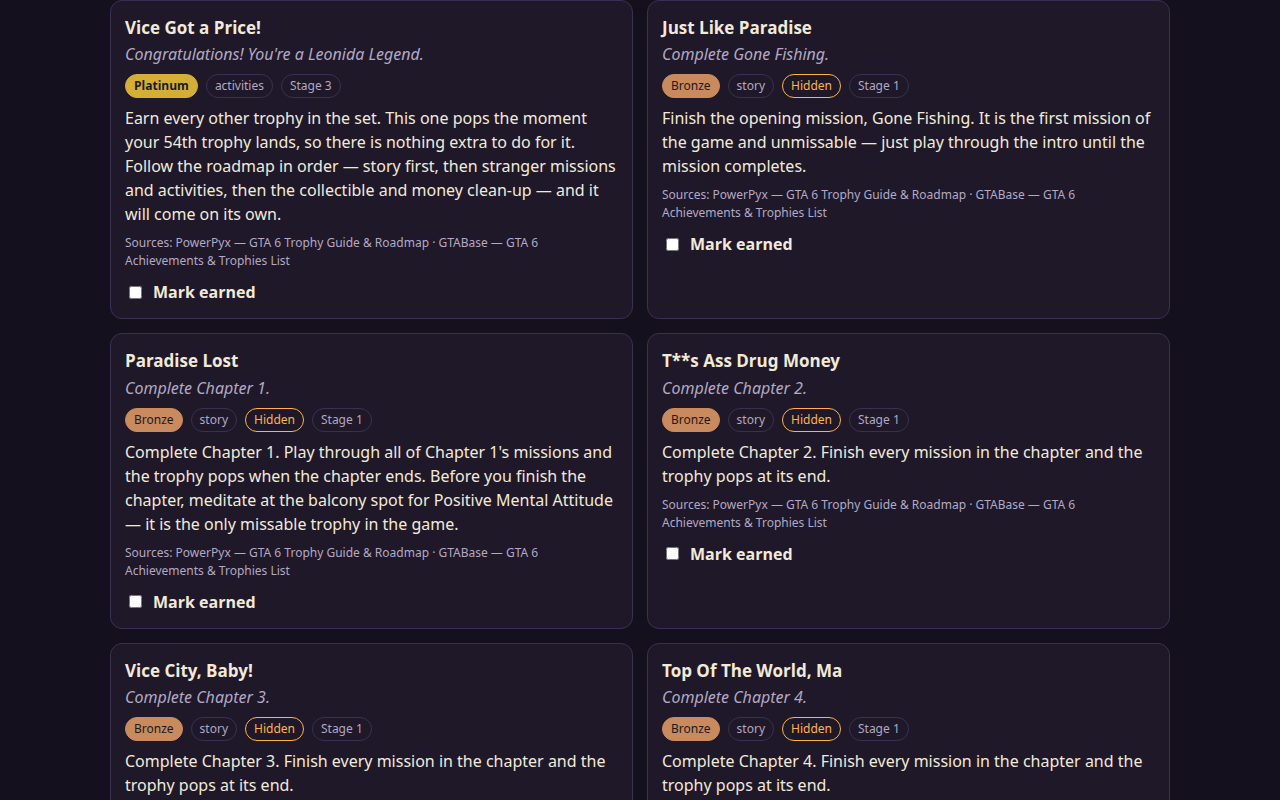 Vice Got a Price!
Congratulations! You're a Leonida Legend.
Platinum activities Stage 3
Earn every other trophy in the set. This one pops the moment
your 54th trophy lands, so there is nothing extra to do for it.
Follow the roadmap in order — story first, then stranger missions
and activities, then the collectible and money clean-up — and it
will come on its own.
Sources: PowerPyx — GTA 6 Trophy Guide & Roadmap · GTABase — GTA 6
Achievements & Trophies List
Mark earned
Just Like Paradise
Complete Gone Fishing.
Bronze story Hidden Stage 1
Finish the opening mission, Gone Fishing. It is the first mission of
the game and unmissable — just play through the intro until the
mission completes.
Sources: PowerPyx — GTA 6 Trophy Guide & Roadmap · GTABase — GTA 6
Achievements & Trophies List
Mark earned
Paradise Lost
Complete Chapter 1.
Bronze story Hidden Stage 1
Complete Chapter 1. Play through all of Chapter 1's missions and
the trophy pops when the chapter ends. Before you finish the
chapter, meditate at the balcony spot for Positive Mental Attitude
— it is the only missable trophy in the game.
Sources: PowerPyx — GTA 6 Trophy Guide & Roadmap · GTABase — GTA 6
Achievements & Trophies List
Mark earned
T**s Ass Drug Money
Complete Chapter 2.
Bronze story Hidden Stage 1
Complete Chapter 2. Finish every mission in the chapter and the
trophy pops at its end.
Sources: PowerPyx — GTA 6 Trophy Guide & Roadmap · GTABase — GTA 6
Achievements & Trophies List
Mark earned
Vice City, Baby!
Complete Chapter 3.
Bronze story Hidden Stage 1
Complete Chapter 3. Finish every mission in the chapter and the
trophy pops at its end.
Top Of The World, Ma
Complete Chapter 4.
Bronze story Hidden Stage 1
Complete Chapter 4. Finish every mission in the chapter and the
trophy pops at its end.